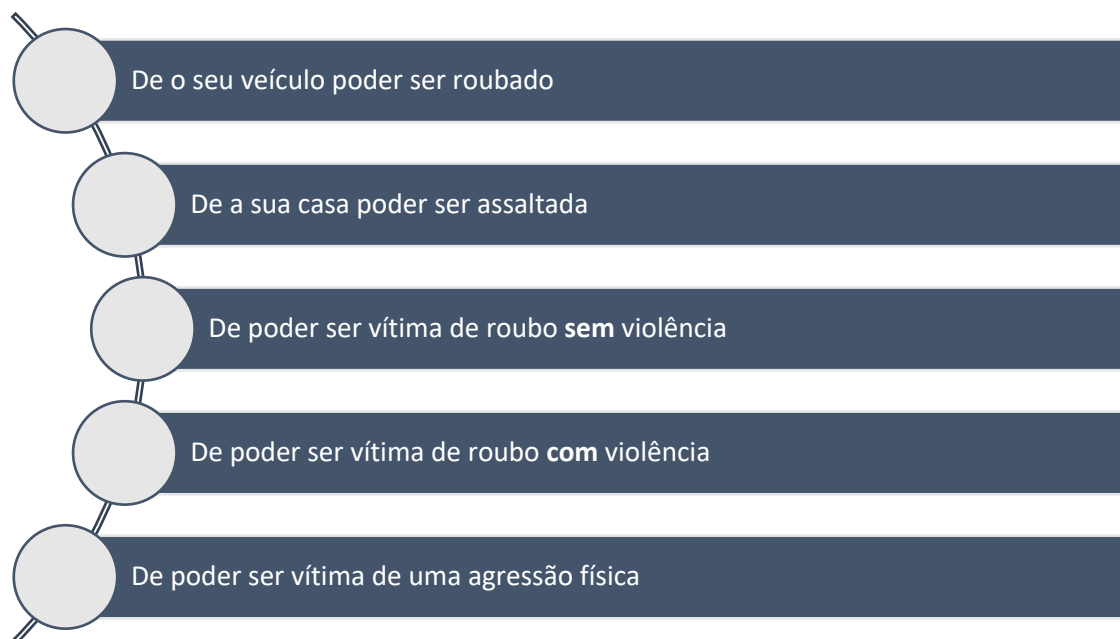 De o seu veículo poder ser roubado
De a sua casa poder ser assaltada
De poder ser vítima de roubo sem violência
De poder ser vítima de roubo com violência
De poder ser vítima de uma agressão física